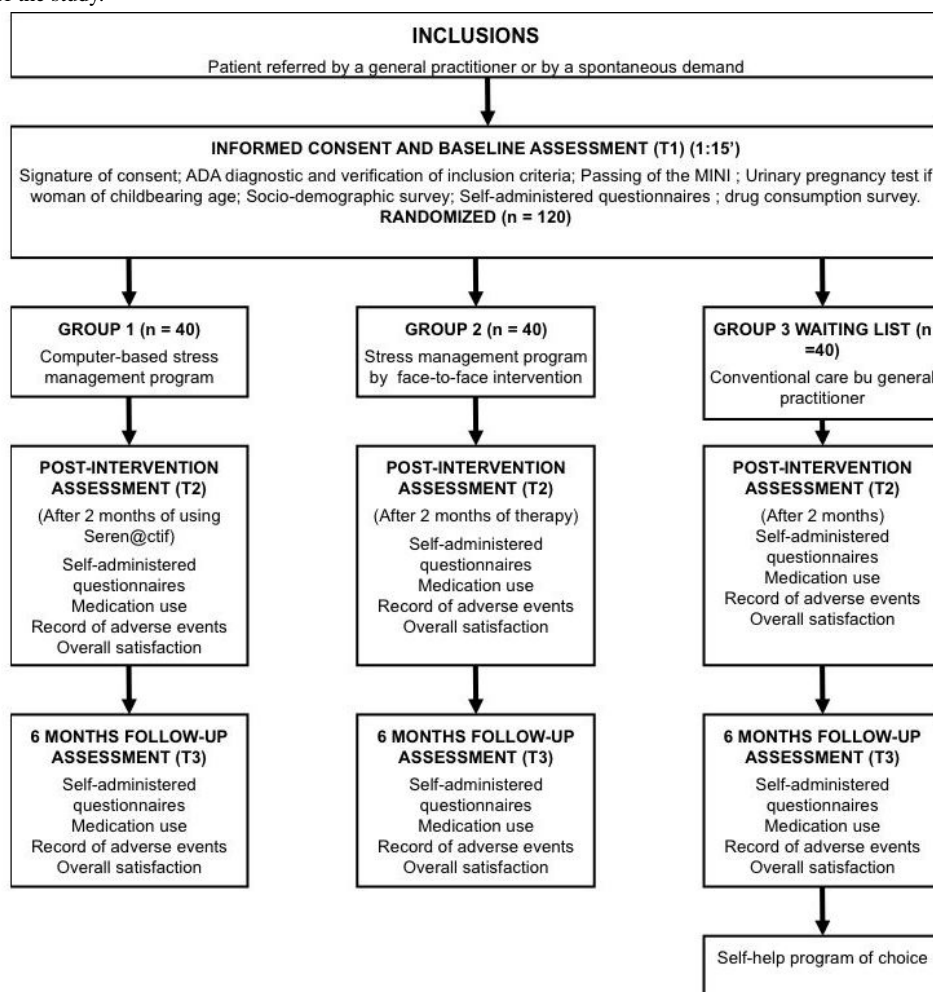 the study.
INCLUSIONS
Patient referred by a general practitioner or by a spontaneous demand
INFORMED CONSENT AND BASELINE ASSESSMENT (T1) (1:15')
Signature of consent; ADA diagnostic and verification of inclusion criteria; Passing of the MINI ; Urinary pregnancy test if
woman of childbearing age; Socio-demographic survey; Self-administered questionnaires ; drug consumption survey.
RANDOMIZED (n = 120)
GROUP 1 (n = 40)
Computer-based stress
management program
GROUP 2 (n = 40)
Stress management program
by face-to-face intervention
GROUP 3 WAITING LIST (n
=40)
Conventional care bu general
practitioner
POST-INTERVENTION
ASSESSMENT (T2)
(After 2 months of using
Seren@ctif)
Self-administered
questionnaires
Medication use
Record of adverse events
Overall satisfaction
POST-INTERVENTION
ASSESSMENT (T2)
(After 2 months of therapy)
Self-administered
questionnaires
Medication use
Record of adverse events
Overall satisfaction
POST-INTERVENTION
ASSESSMENT (T2)
(After 2 months)
Self-administered
questionnaires
Medication use
Record of adverse events
Overall satisfaction
6 MONTHS FOLLOW-UP
ASSESSMENT (T3)
Self-administered
questionnaires
Medication use
Record of adverse events
Overall satisfaction
6 MONTHS FOLLOW-UP
ASSESSMENT (T3)
Self-administered
questionnaires
Medication use
Record of adverse events
Overall satisfaction
6 MONTHS FOLLOW-UP
ASSESSMENT (T3)
Self-administered
questionnaires
Medication use
Record of adverse events
Overall satisfaction
Self-help program of choice